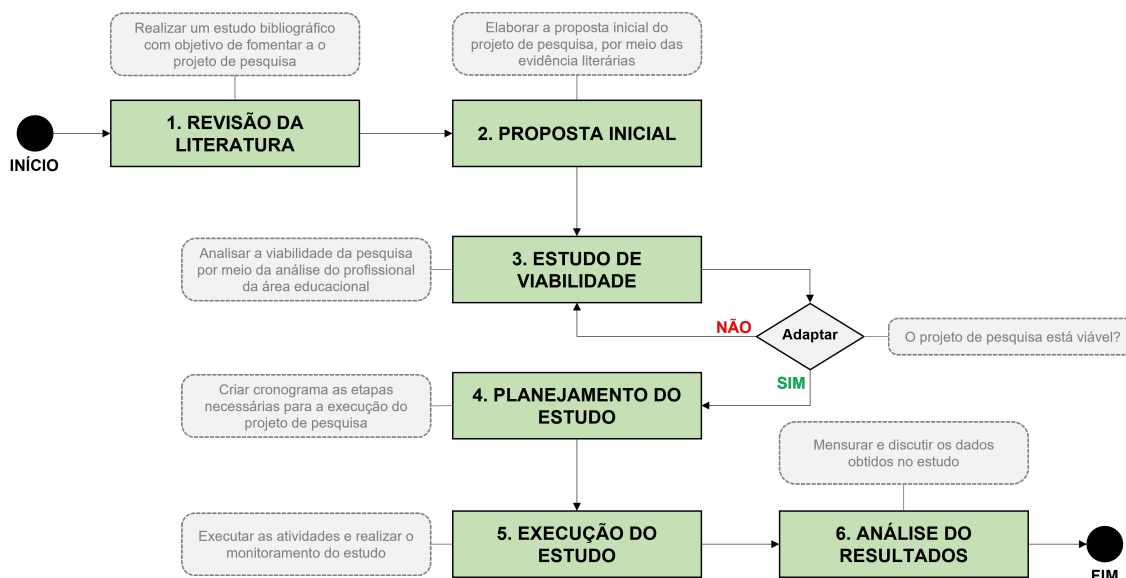 Realizar um estudo bibliográfico
com objetivo de fomentar a o
projeto de pesquisa
Elaborar a proposta inicial do
projeto de pesquisa, por meio das
evidência literárias
INÍCIO
1. REVISÃO DA
LITERATURA
2. PROPOSTA INICIAL
Analisar a viabilidade da pesquisa
por meio da análise do profissional
da área educacional
3. ESTUDO DE
VIABILIDADE
NÃO
Adaptar
O projeto de pesquisa está viável?
SIM
Criar cronograma as etapas
necessárias para a execução do
projeto de pesquisa
4. PLANEJAMENTO DO
ESTUDO
Mensurar e discutir os dados
obtidos no estudo
Executar as atividades e realizar o
monitoramento do estudo
5. EXECUÇÃO DO
ESTUDO
6. ANÁLISE DO
RESULTADOS
FIM